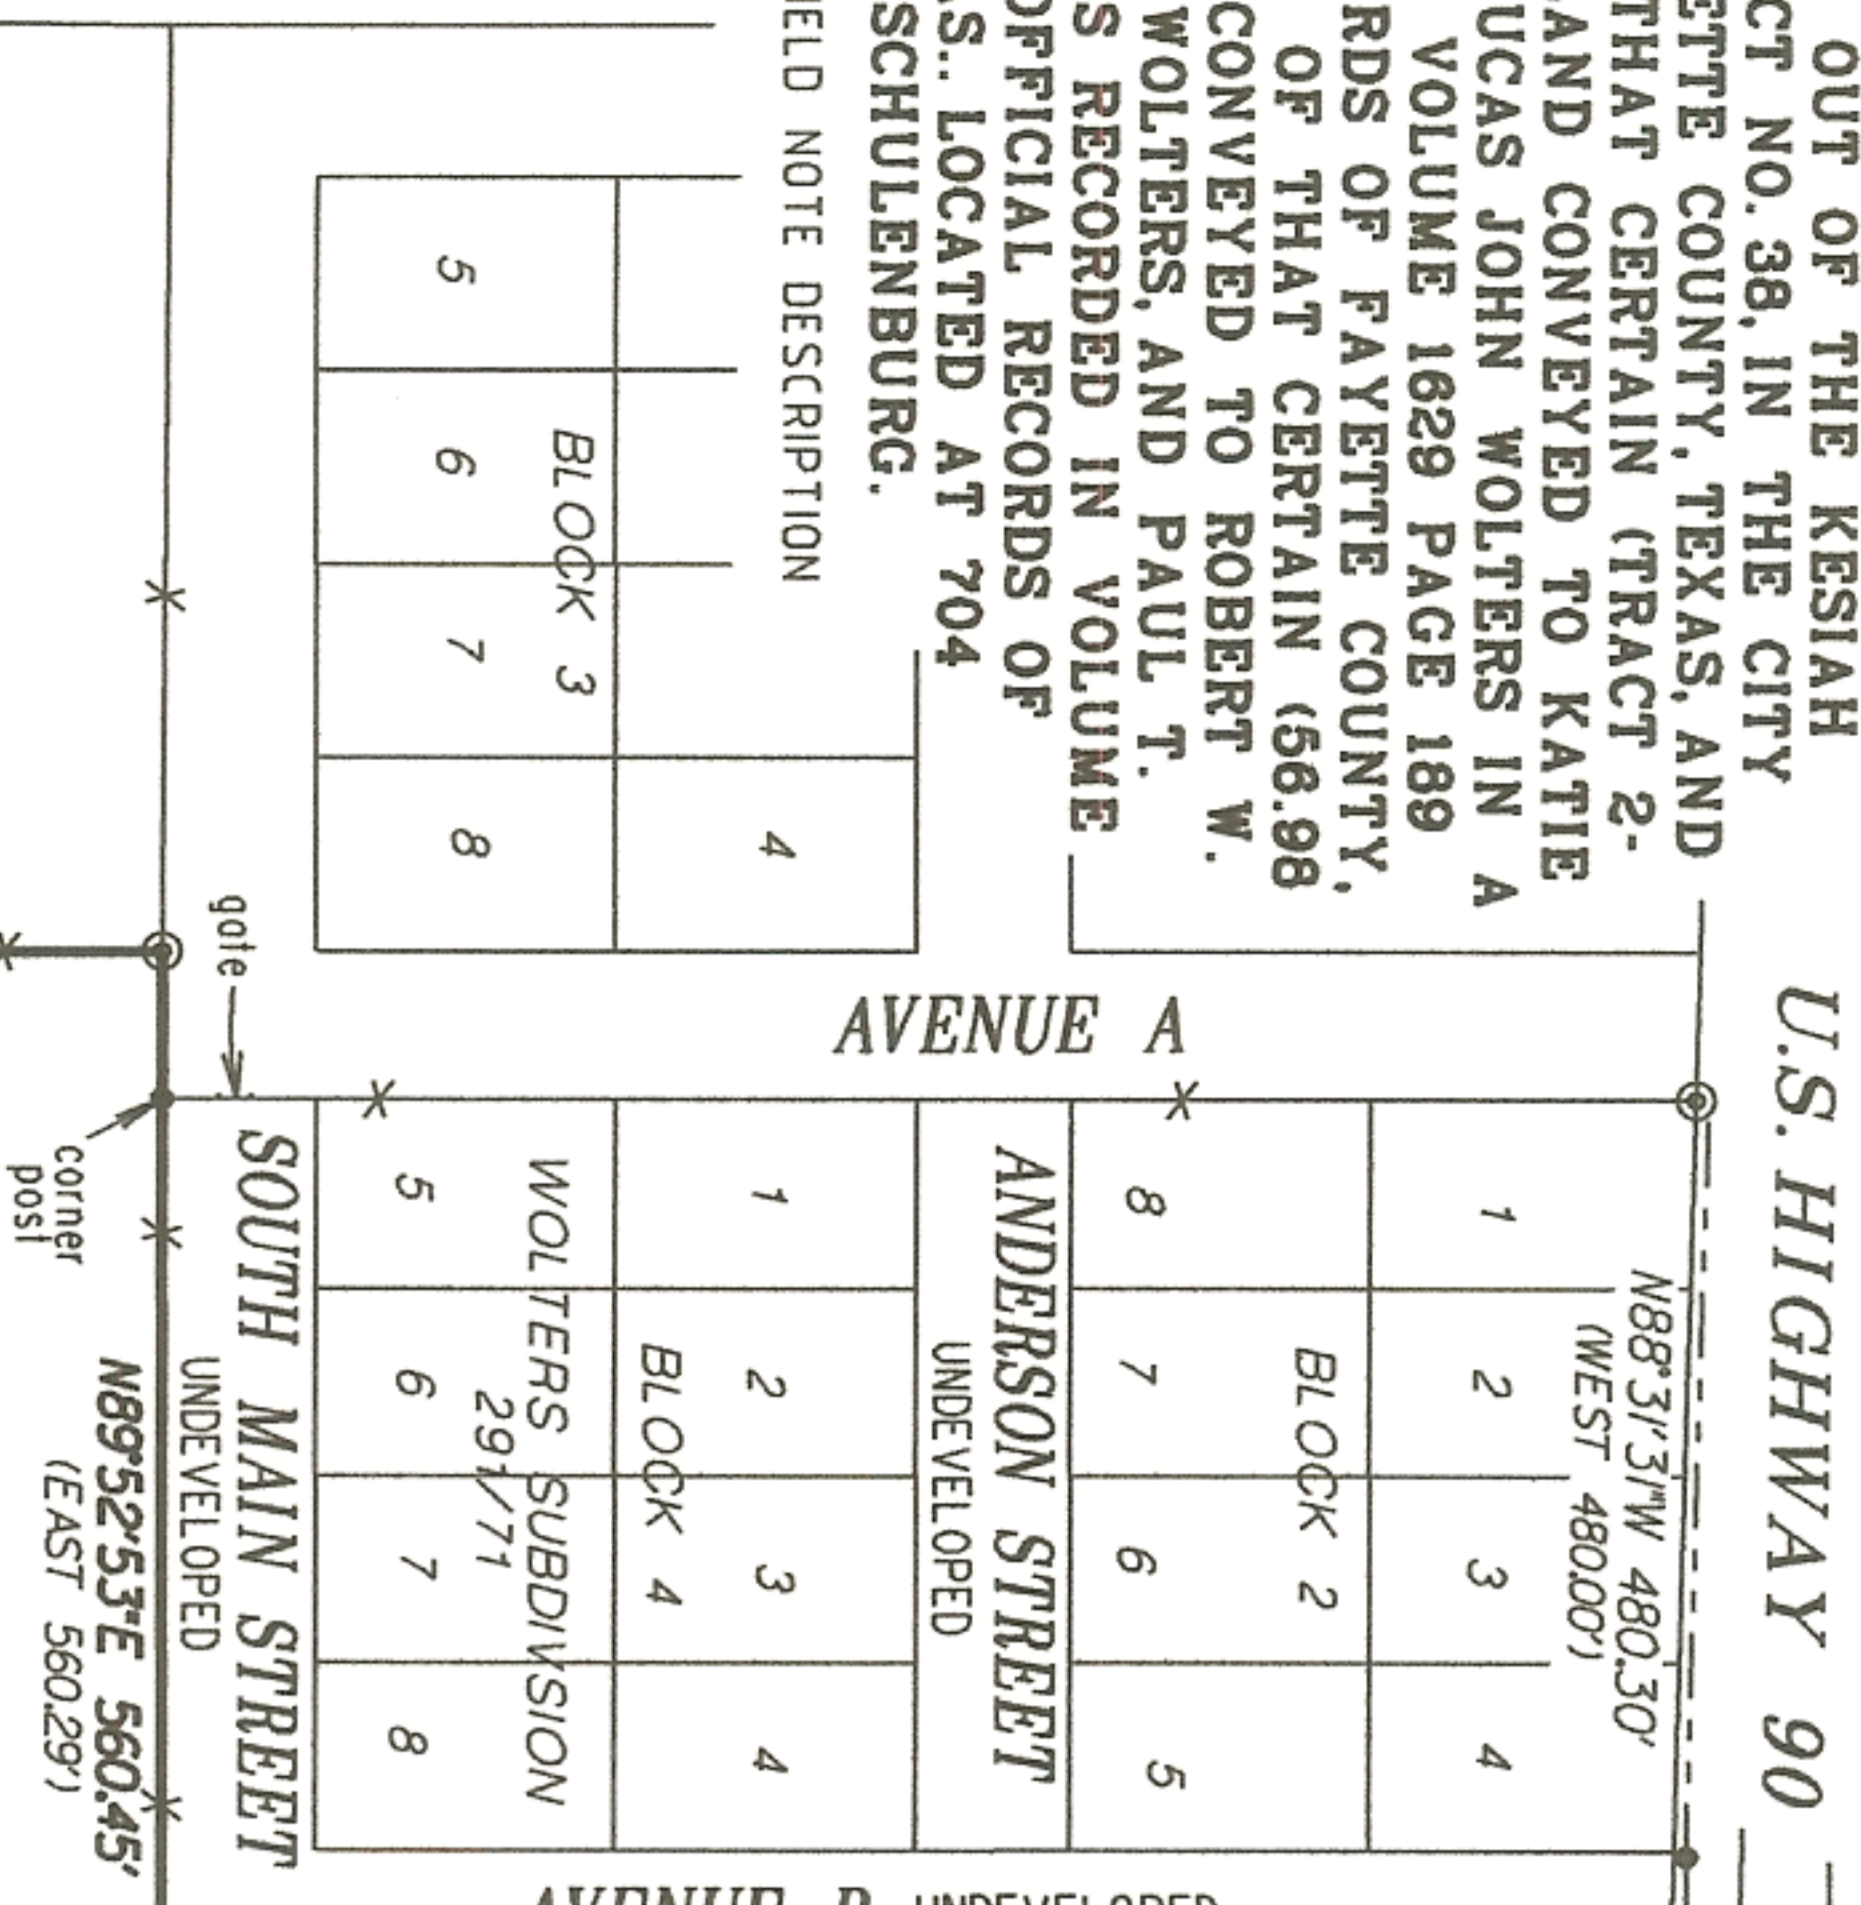 OUT OF THE KESIAH
CT NO. 38, IN THE CITY
ETTE COUNTY, TEXAS, AND
THAT CERTAIN (TRACT 2-
AND CONVEYED TO KATIE
UCAS JOHN WOLTERS IN A
VOLUME 1629 PAGE 189
RDS OF FAYETTE COUNTY,
OF THAT CERTAIN (56.98
CONVEYED TO ROBERT W.
WOLTERS, AND PAUL T.
S RECORDED IN VOLUME
OFFICIAL RECORDS OF
AS.. LOCATED AT 704
SCHULENBURG.
IELD NOTE DESCRIPTION
U.S. HIGHWAY 90
N88°31'31"W 480.30'
(WEST 480.00')
1 2 3 4
BLOCK 2
8 7 6 5
ANDERSON STREET
UNDEVELOPED
AVENUE A
4
BLOCK 3
5 6 7 8
1 2 3 4
BLOCK 4
WOLTERS SUBDIVISION
291/71
5 6 7 8
SOUTH MAIN STREET
UNDEVELOPED
gate
N89°52'53"E 560.45'
(EAST 560.29')
corner
post
AVENUE B UNDEVELOPED